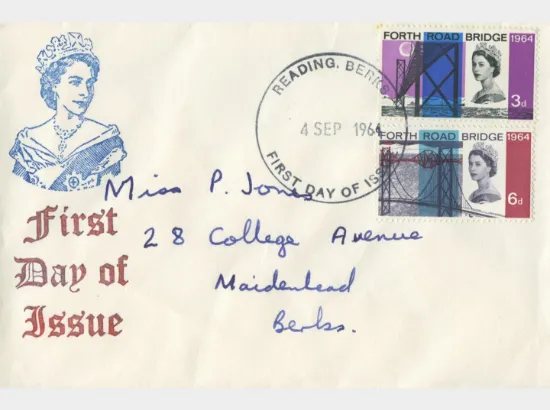 FORTH ROAD BRIDGE 1964
3d
FORTH ROAD BRIDGE 1964
6d
READING, BERKS
4 SEP 1964
FIRST DAY OF ISSUE
First
Day of
Issue
Miss P. Jones
28 College Avenue
Maidenhead
Berks.